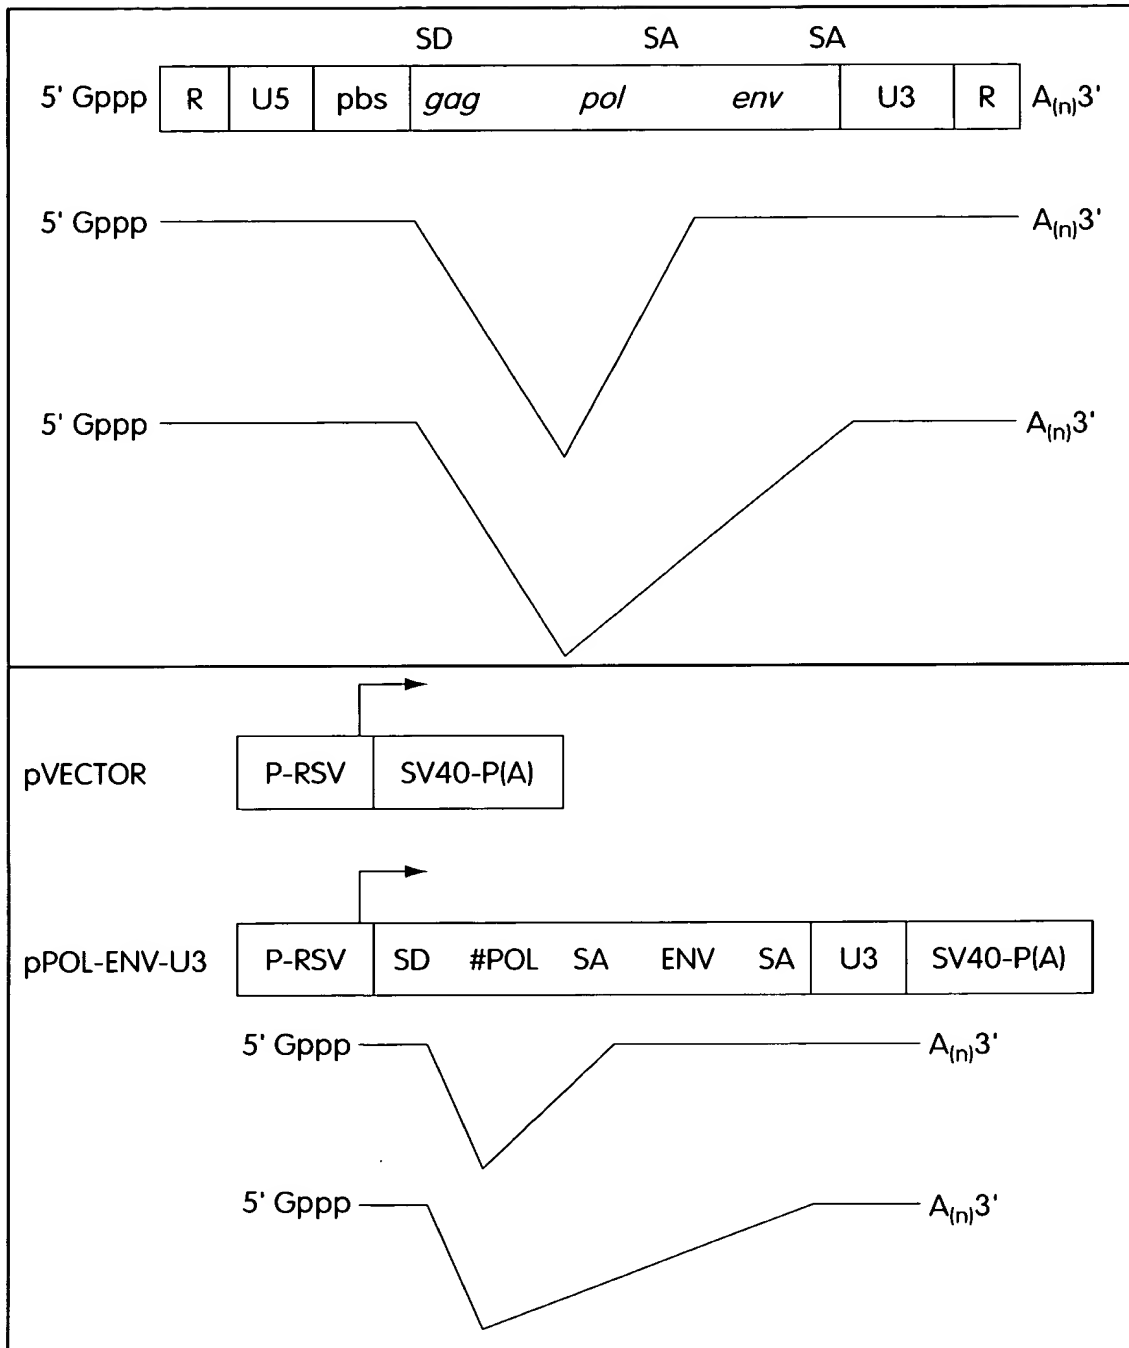 SD SA SA
5' Gppp R U5 pbs gag pol env U3 R A(n)3'
5' Gppp A(n)3'
5' Gppp A(n)3'
pVECTOR P-RSV SV40-P(A)
pPOL-ENV-U3 P-RSV SD #POL SA ENV SA U3 SV40-P(A)
5' Gppp A(n)3'
5' Gppp A(n)3'